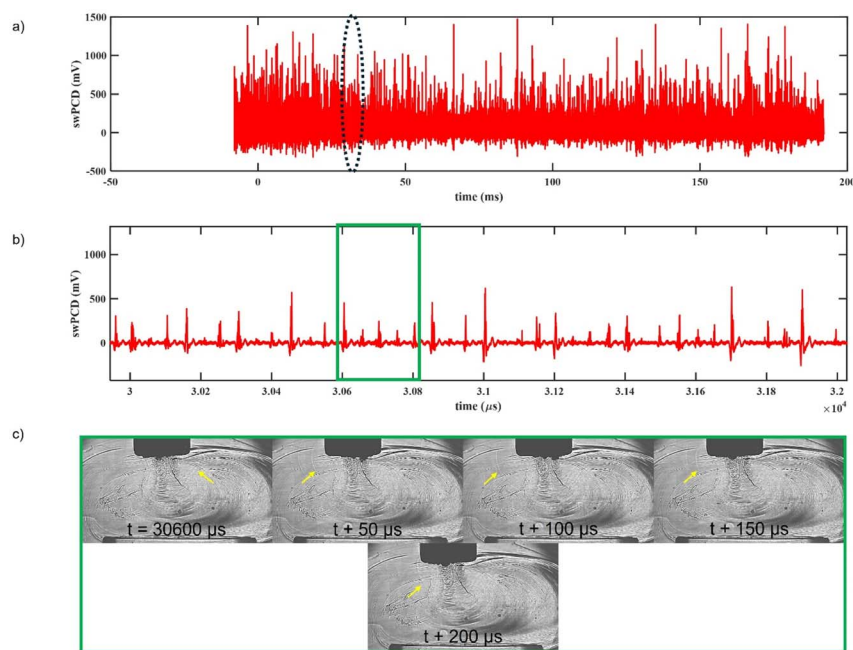 a)
swPCD (mV)
1500
1000
500
0
-500
-50 0 50 100 150 200
time (ms)
b)
swPCD (mV)
1000
500
0
3 3.02 3.04 3.06 3.08 3.1 3.12 3.14 3.16 3.18 3.2
time (μs)
×10⁴
c)
t = 30600 μs t + 50 μs t + 100 μs t + 150 μs
t + 200 μs